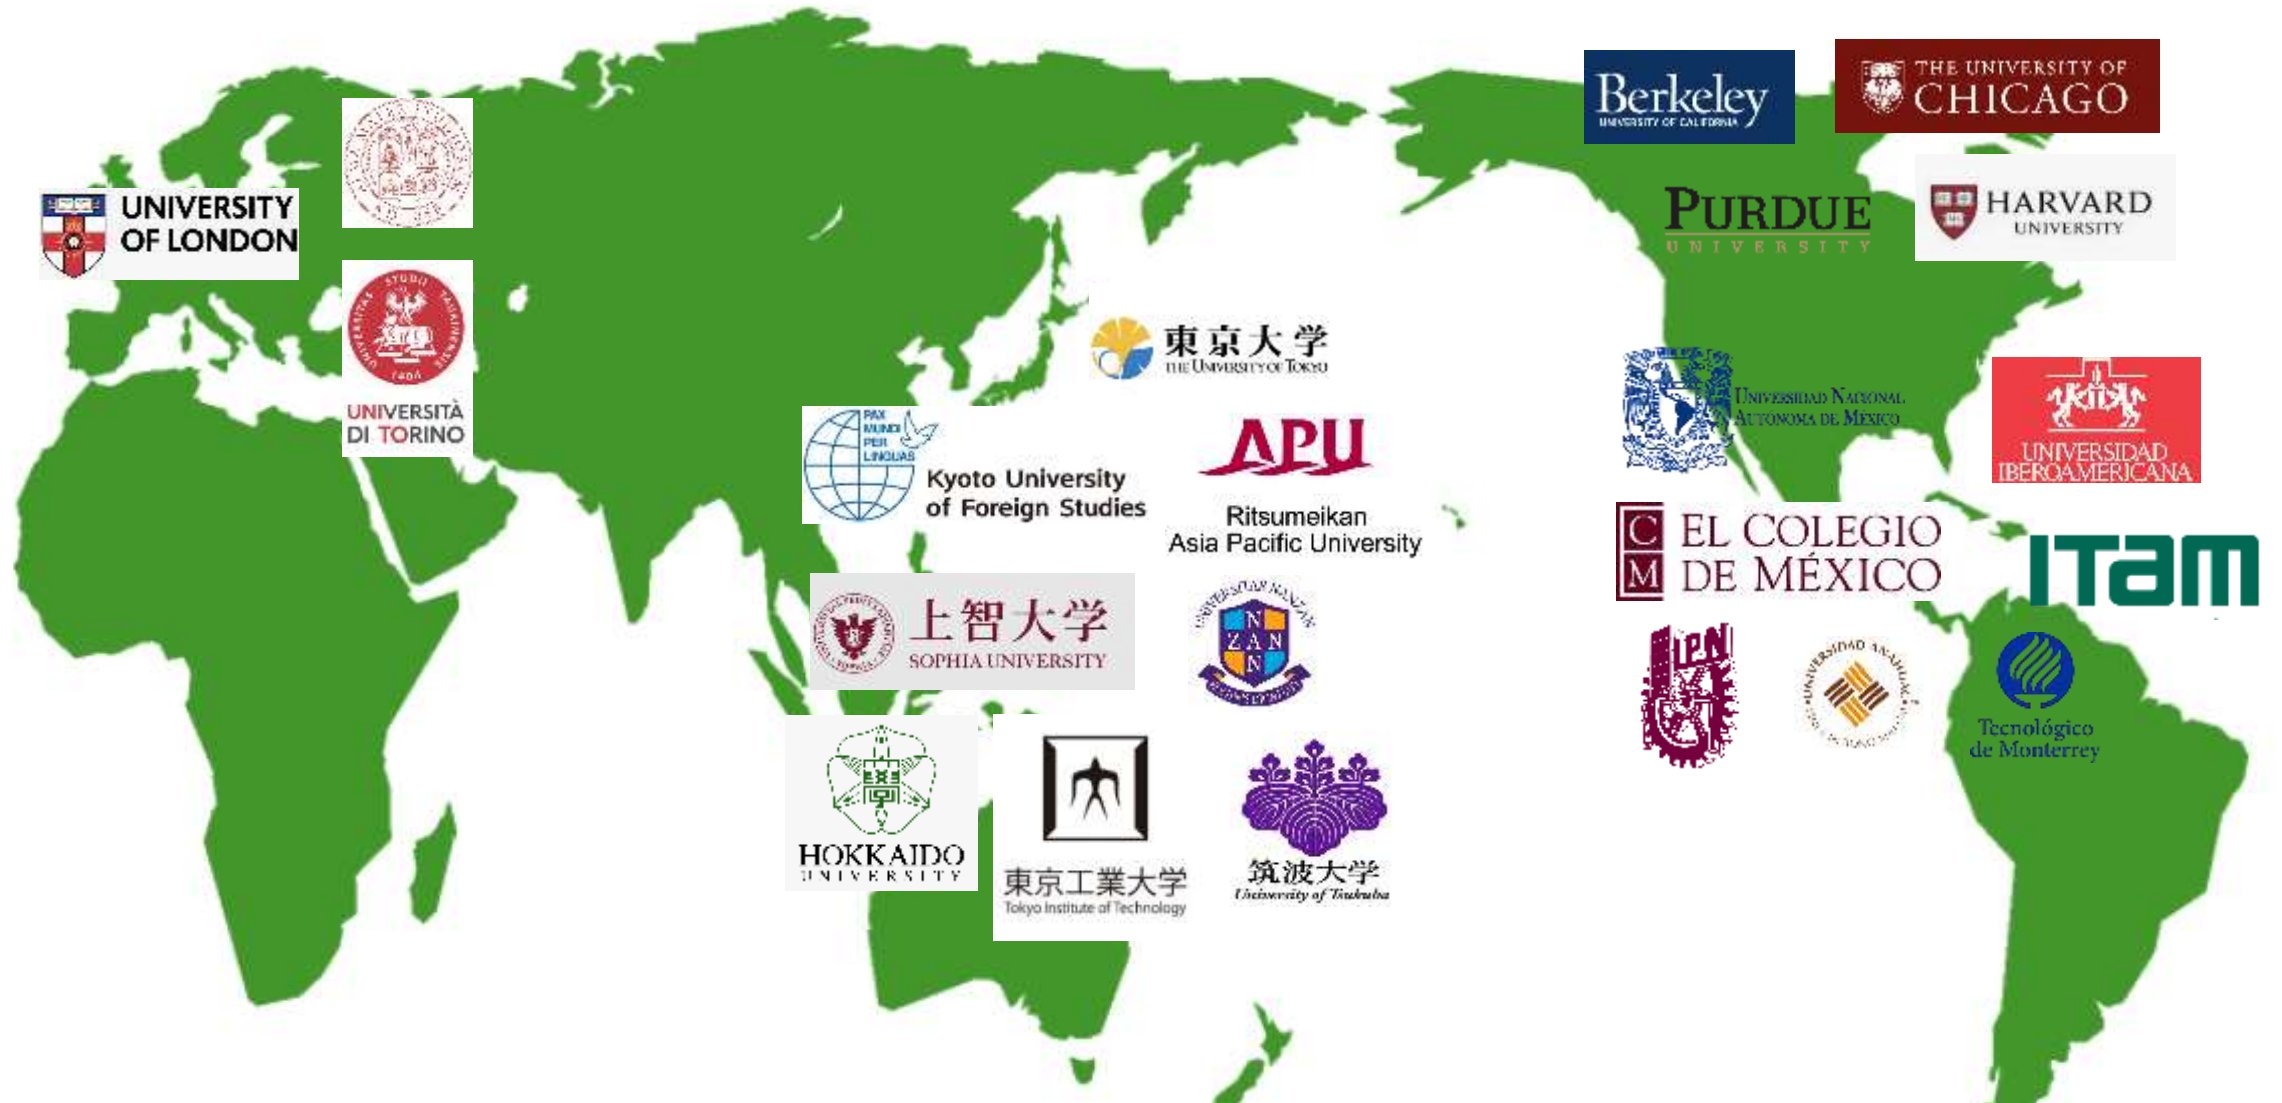 Berkeley
UNIVERSITY OF CALIFORNIA
THE UNIVERSITY OF
CHICAGO
UNIVERSITY
OF LONDON
PURDUE
UNIVERSITY
HARVARD
UNIVERSITY
UNIVERSITAS STUDII TAURINENSIS
1404
UNIVERSITÀ
DI TORINO
東京大学
THE UNIVERSITY OF TOKYO
UNIVERSIDAD NACIONAL
AUTÓNOMA DE MÉXICO
UNIVERSIDAD
IBEROAMERICANA
PAX
MUNDI
PER
LINGUAS
Kyoto University
of Foreign Studies
APU
Ritsumeikan
Asia Pacific University
C
M
EL COLEGIO
DE MÉXICO
ITAM
上智大学
SOPHIA UNIVERSITY
N
ZAN
N
IPN
Tecnológico
de Monterrey
HOKKAIDO
UNIVERSITY
東京工業大学
Tokyo Institute of Technology
筑波大学
University of Tsukuba